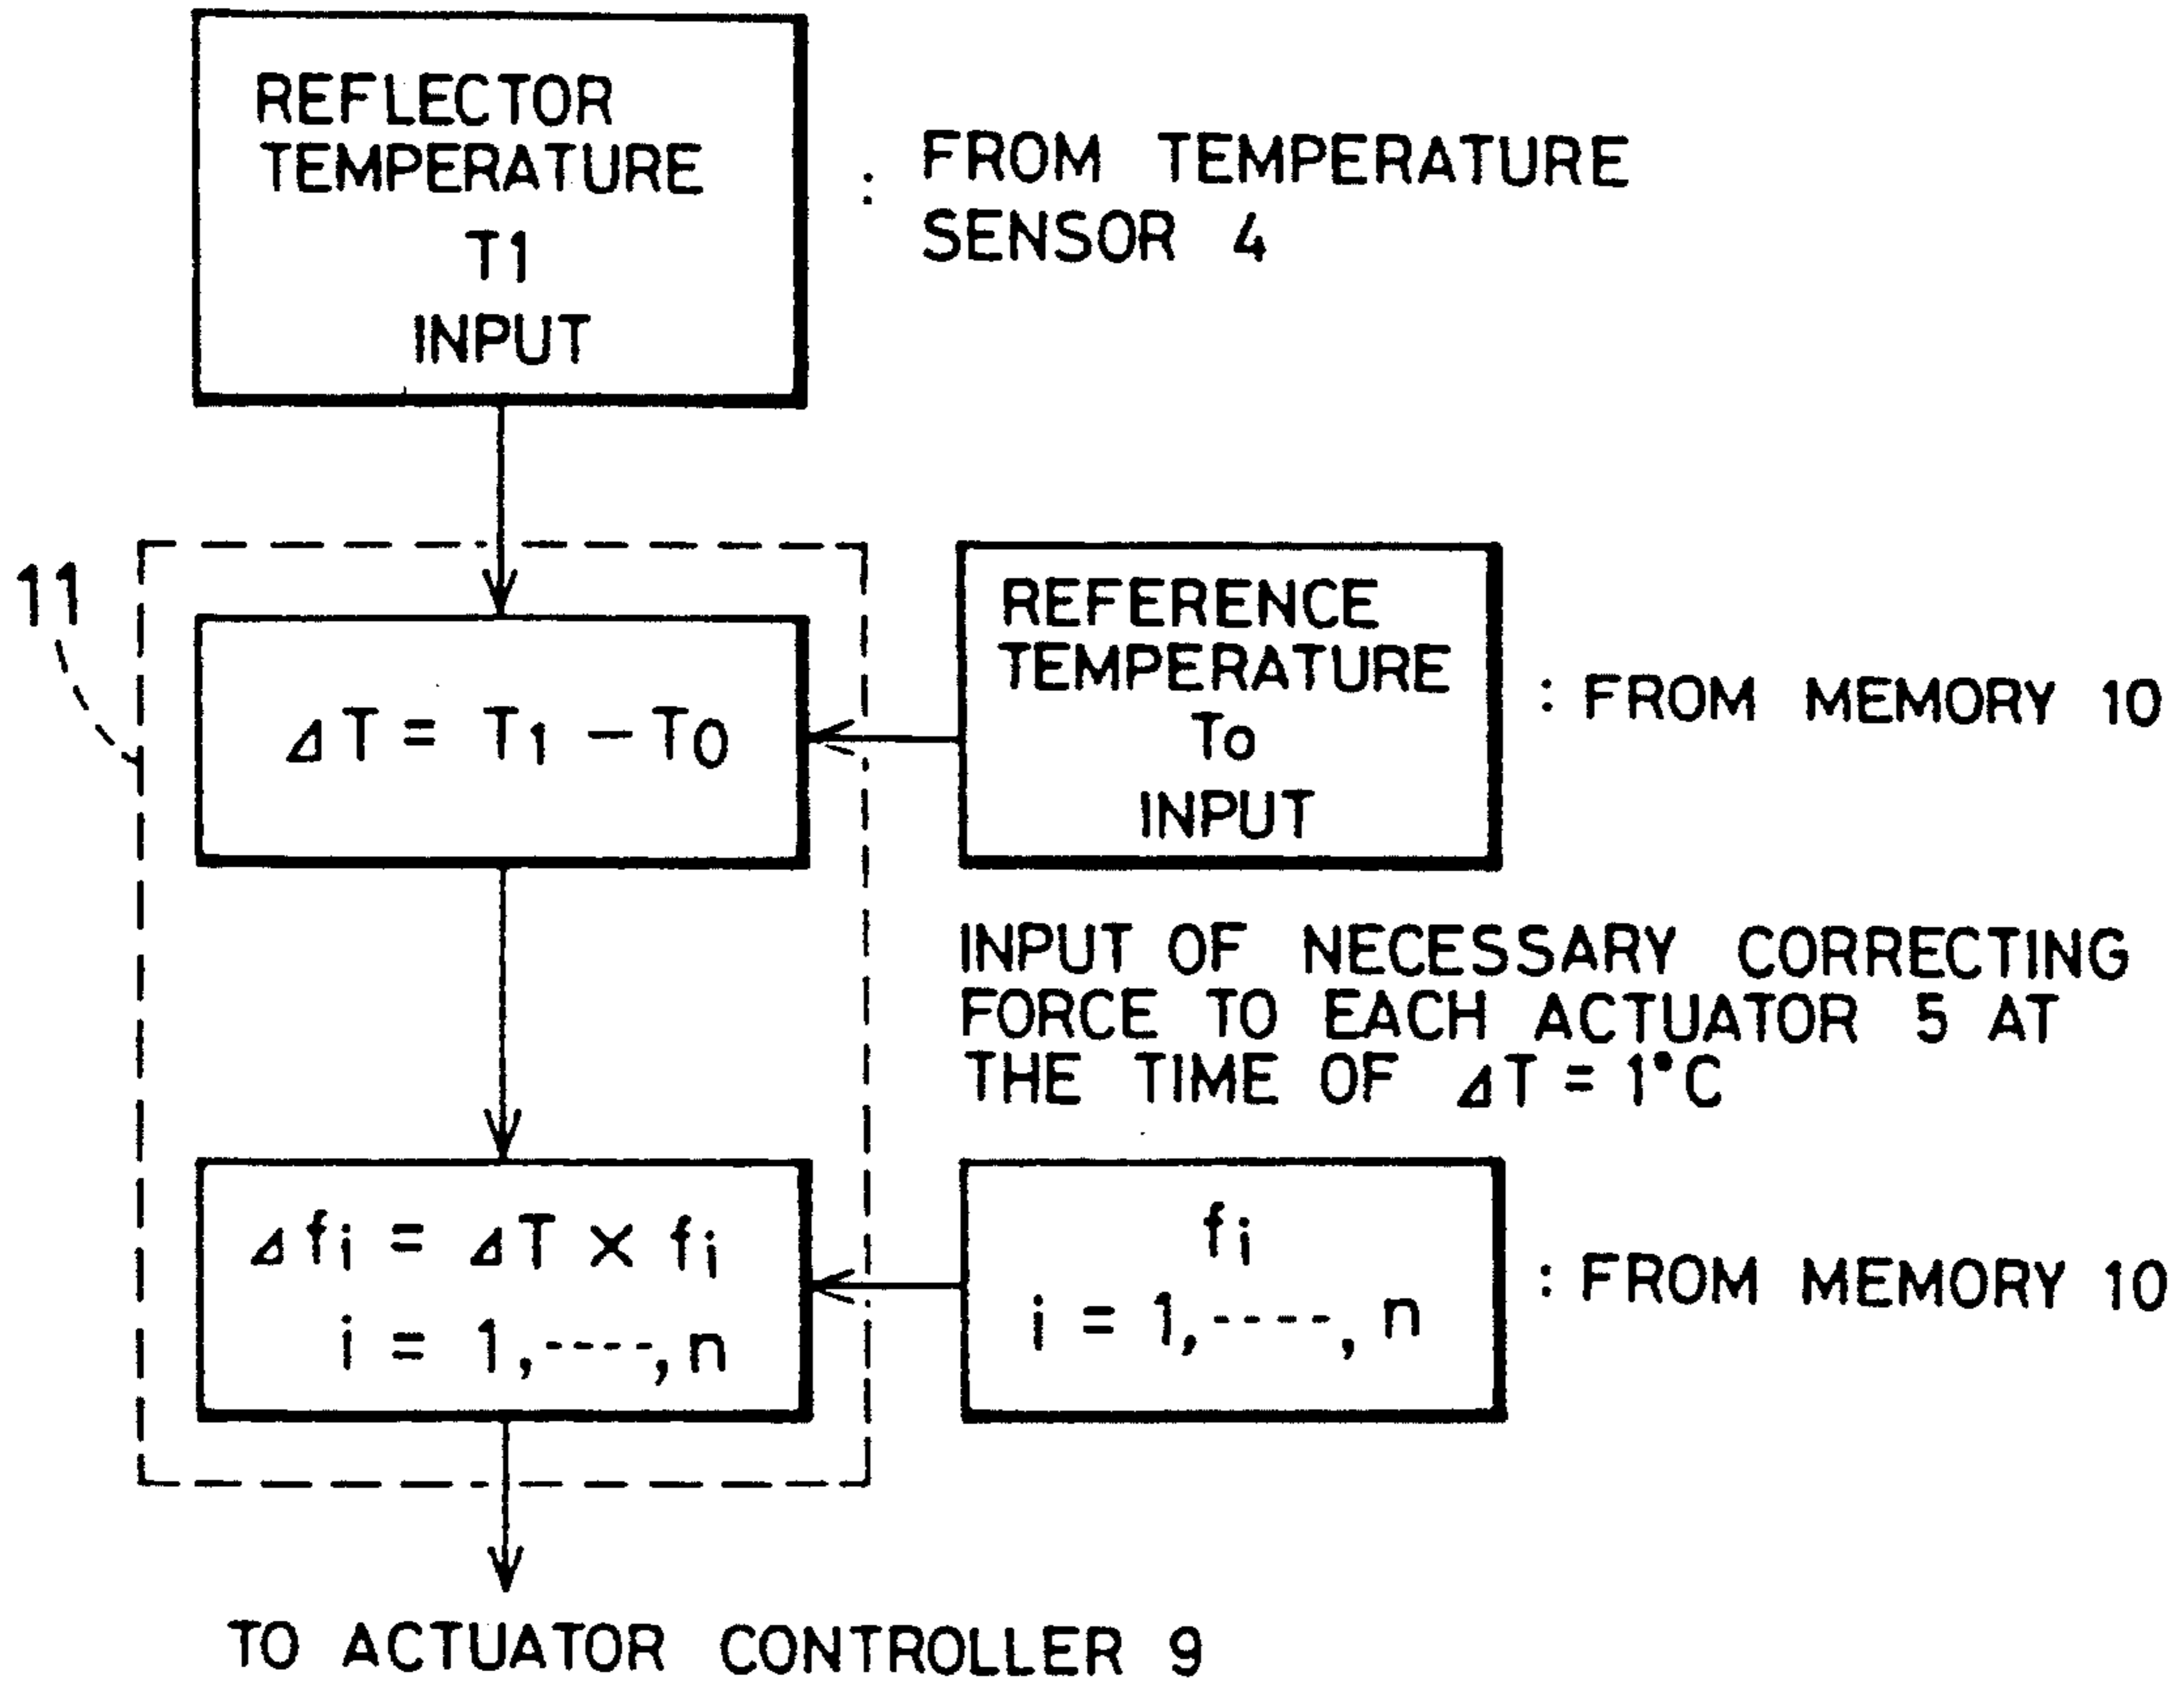 REFLECTOR
TEMPERATURE
T1
INPUT
: FROM TEMPERATURE
SENSOR 4
11
ΔT = T1 − T0
REFERENCE
TEMPERATURE
To
INPUT
: FROM MEMORY 10
INPUT OF NECESSARY CORRECTING
FORCE TO EACH ACTUATOR 5 AT
THE TIME OF ΔT = 1°C
Δfi = ΔT × fi
i = 1,----,n
fi
i = 1,----,n
: FROM MEMORY 10
TO ACTUATOR CONTROLLER 9